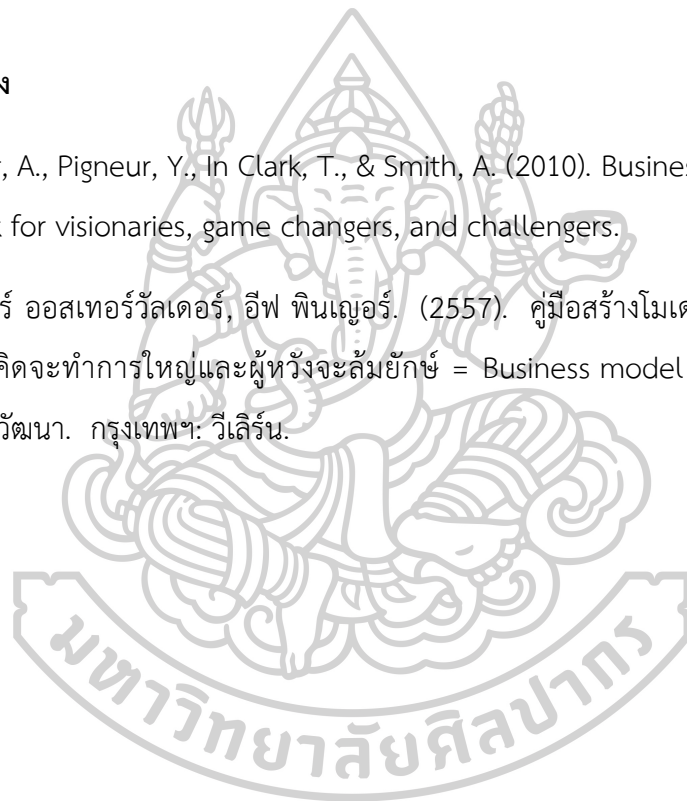 ง
, A., Pigneur, Y., In Clark, T., & Smith, A. (2010). Busines
for visionaries, game changers, and challengers.
ร์ ออสเทอร์วัลเดอร์, อีฟ พินเญอร์. (2557). คู่มือสร้างโมเด
คิดจะทำการใหญ่และผู้หวังจะล้มยักษ์ = Business model
วัฒนา. กรุงเทพฯ: วีเลิร์น.
มหาวิทยาลัยศิลปากร